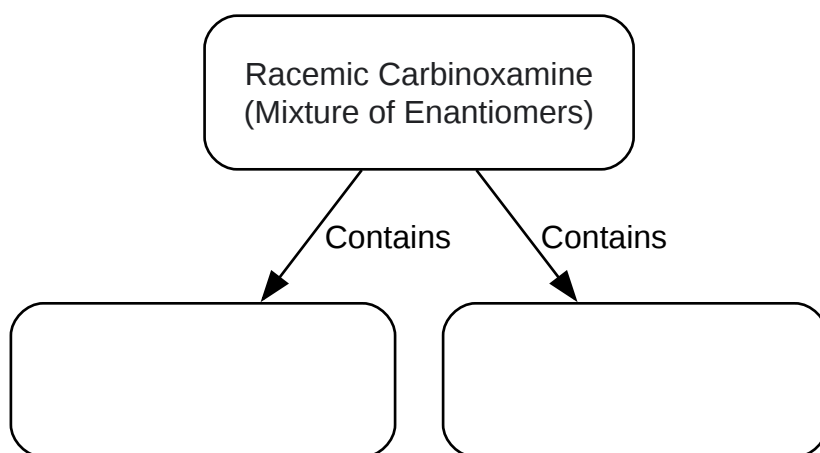 Racemic Carbinoxamine
(Mixture of Enantiomers)
Contains
Contains